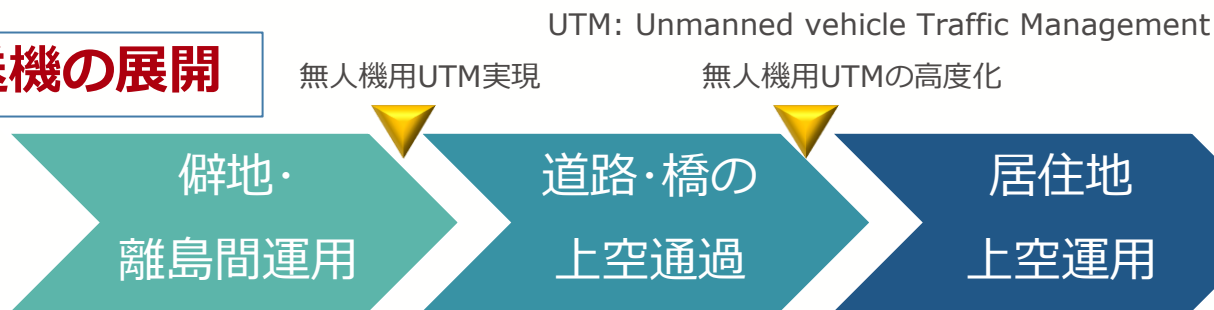 UTM: Unmanned vehicle Traffic Management
機の展開
無人機用UTM実現
無人機用UTMの高度化
僻地･
離島間運用
道路･橋の
上空通過
居住地
上空運用